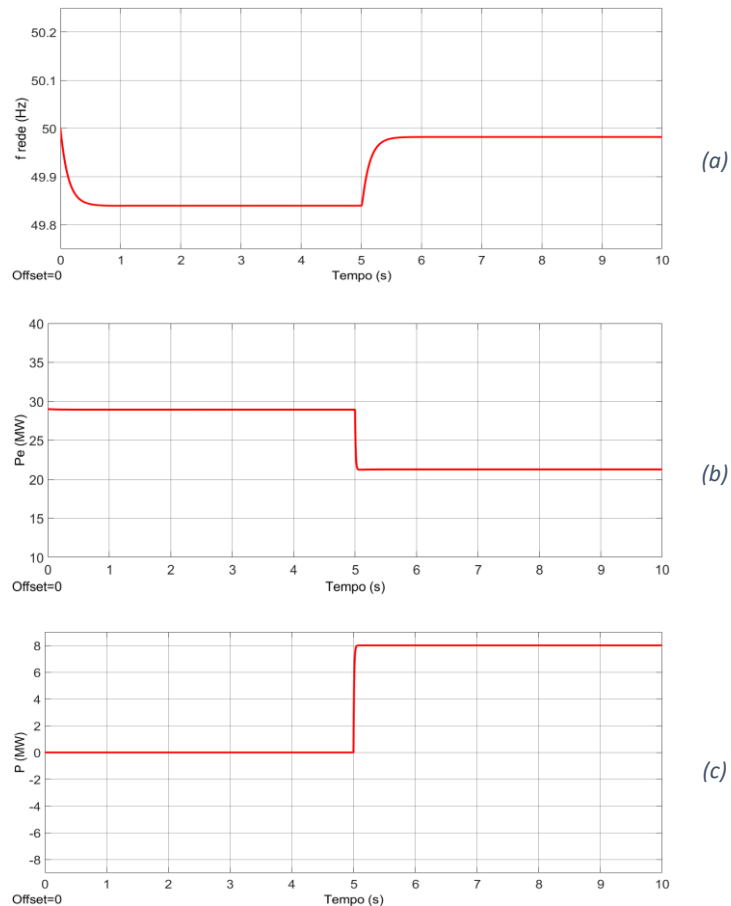 50.2
50.1
50
49.9
49.8
f rede (Hz)
0 1 2 3 4 5 6 7 8 9 10
Offset=0
Tempo (s)
(a)
40
35
30
25
20
15
10
Pe (MW)
0 1 2 3 4 5 6 7 8 9 10
Offset=0
Tempo (s)
(b)
8
6
4
2
0
-2
-4
-6
-8
P (MW)
0 1 2 3 4 5 6 7 8 9 10
Offset=0
Tempo (s)
(c)